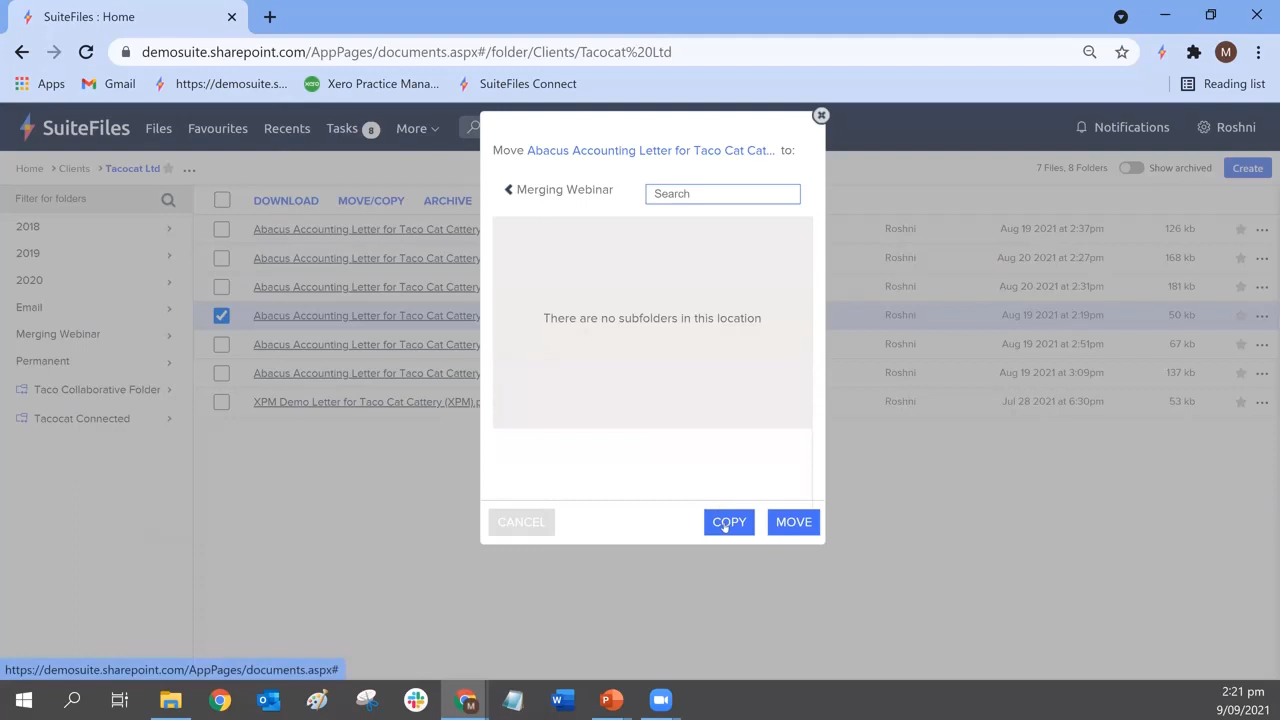 SuiteFiles : Home
demosuite.sharepoint.com/AppPages/documents.aspx#/folder/Clients/Tacocat%20Ltd
M
Apps
Gmail
https://demosuite.s...
Xero Practice Mana...
SuiteFiles Connect
Reading list
SuiteFiles
Files
Favourites
Recents
Tasks 8
More
Notifications
Roshni
Home
Clients
Tacocat Ltd
...
7 Files, 8 Folders
Show archived
Create
Filter for folders
2018
2019
2020
Email
Merging Webinar
Permanent
Taco Collaborative Folder
Tacocat Connected
DOWNLOAD
MOVE/COPY
ARCHIVE
Abacus Accounting Letter for Taco Cat Cattery Roshni Aug 19 2021 at 2:37pm 126 kb
Abacus Accounting Letter for Taco Cat Cattery Roshni Aug 20 2021 at 2:27pm 168 kb
Abacus Accounting Letter for Taco Cat Cattery Roshni Aug 20 2021 at 2:31pm 181 kb
Abacus Accounting Letter for Taco Cat Cattery Roshni Aug 19 2021 at 2:19pm 50 kb
Abacus Accounting Letter for Taco Cat Cattery Roshni Aug 19 2021 at 2:51pm 67 kb
Abacus Accounting Letter for Taco Cat Cattery Roshni Aug 19 2021 at 3:09pm 137 kb
XPM Demo Letter for Taco Cat Cattery (XPM).p Roshni Jul 28 2021 at 6:30pm 53 kb
Move Abacus Accounting Letter for Taco Cat Cat... to:
Merging Webinar
Search
There are no subfolders in this location
CANCEL
COPY
MOVE
https://demosuite.sharepoint.com/AppPages/documents.aspx#
2:21 pm
9/09/2021